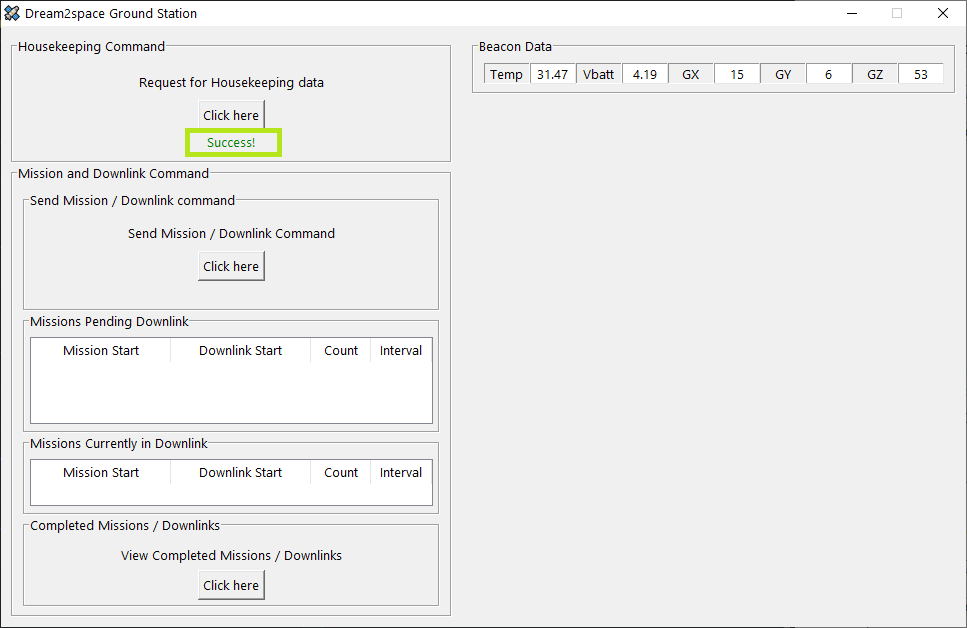 Dream2space Ground Station
Housekeeping Command
Request for Housekeeping data
Click here
Success!
Mission and Downlink Command
Send Mission / Downlink command
Send Mission / Downlink Command
Click here
Missions Pending Downlink
Mission Start Downlink Start Count Interval
Missions Currently in Downlink
Mission Start Downlink Start Count Interval
Completed Missions / Downlinks
View Completed Missions / Downlinks
Click here
Beacon Data
Temp 31.47 Vbatt 4.19 GX 15 GY 6 GZ 53